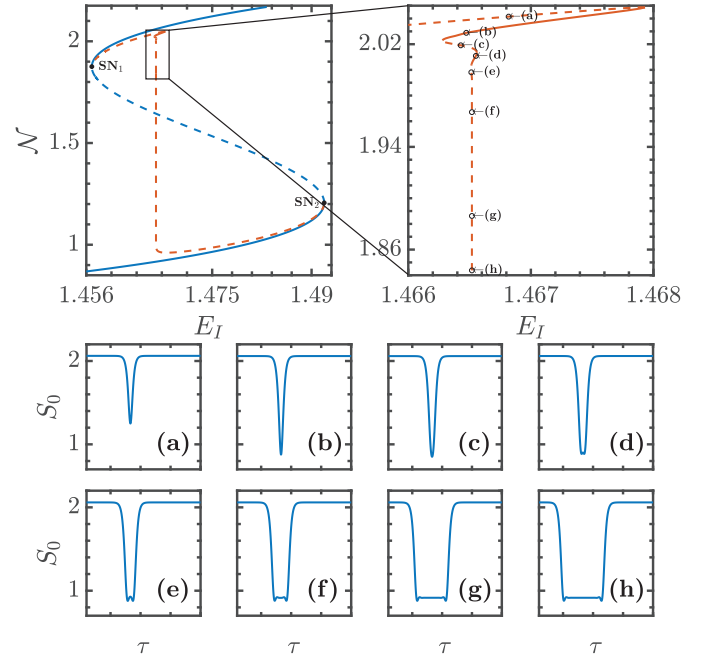 2
1.5
1
𝒩
SN₁
SN₂
1.456
1.475
1.49
E_I
2.02
1.94
1.86
(a)
(b)
(c)
(d)
(e)
(f)
(g)
(h)
1.466
1.467
1.468
E_I
S₀
2
1
(a)
(b)
(c)
(d)
S₀
2
1
(e)
(f)
(g)
(h)
τ
τ
τ
τ